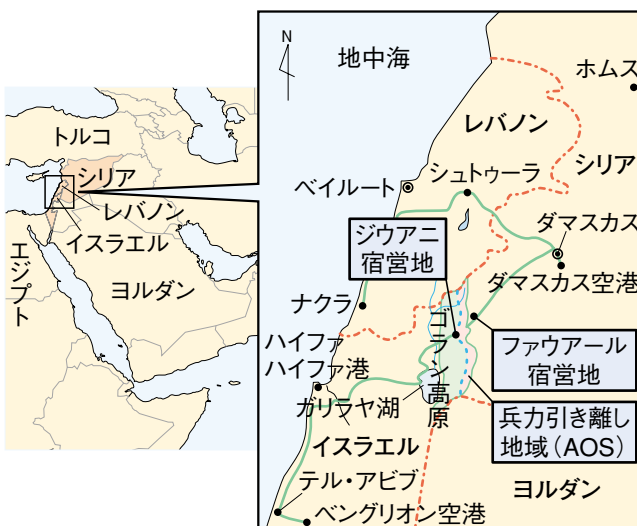 トルコ
シリア
レバノン
イスラエル
エジプト
ヨルダン
N
地中海
ホムス
レバノン
シリア
ベイルート
シュトゥーラ
ダマスカス
ジウアニ
宿営地
ダマスカス空港
ナクラ
ゴラン高原
ハイファ
ハイファ港
ファウアール
宿営地
ガリラヤ湖
兵力引き離し
地域（AOS）
イスラエル
テル・アビブ
ヨルダン
ベングリオン空港